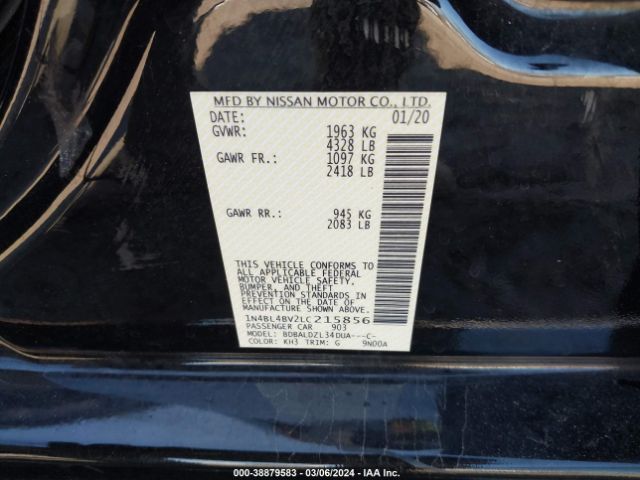 MFD BY NISSAN MOTOR CO., LTD.
DATE: 01/20
GVWR: 1963 KG
4328 LB
GAWR FR.: 1097 KG
2418 LB
GAWR RR.: 945 KG
2083 LB
THIS VEHICLE CONFORMS TO
ALL APPLICABLE FEDERAL
MOTOR VEHICLE SAFETY,
BUMPER, AND THEFT
PREVENTION STANDARDS IN
EFFECT ON THE DATE OF
MANUFACTURE SHOWN ABOVE.
1N4BL4BV2LC215856
PASSENGER CAR 903
MODEL: BDBALDZL34DUA---C-
COLOR: KH3 TRIM: G 9N00A
000-38879583 / 03/06/2024 - IAA Inc.